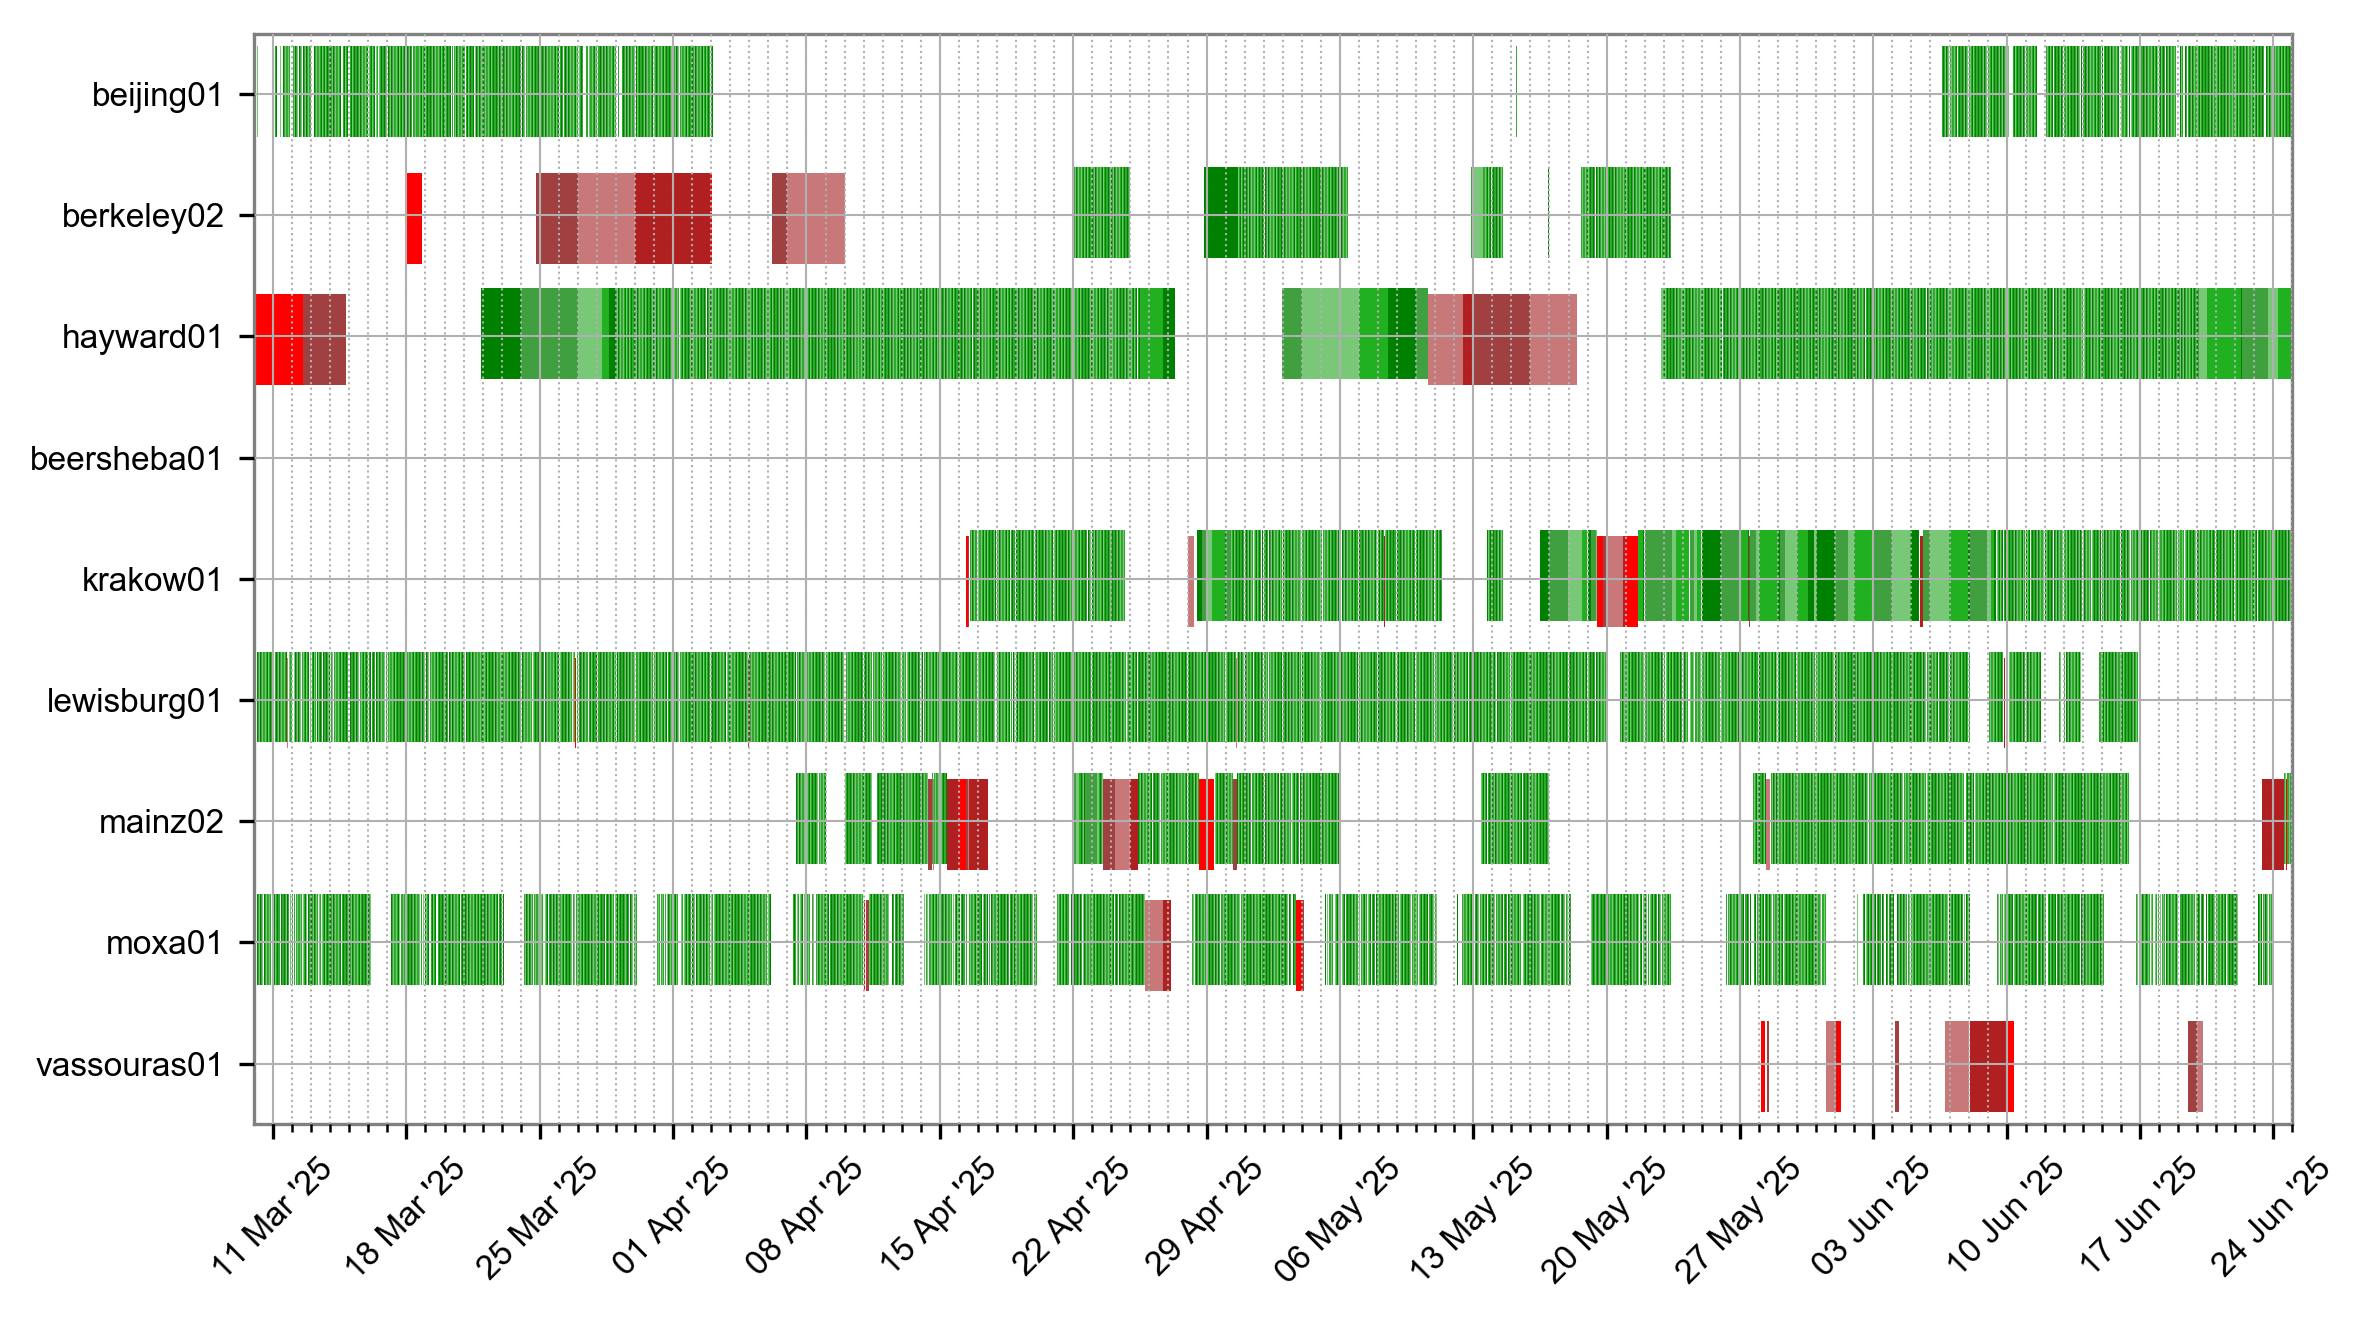 beijing01
berkeley02
hayward01
beersheba01
krakow01
lewisburg01
mainz02
moxa01
vassouras01
11 Mar '25
18 Mar '25
25 Mar '25
01 Apr '25
08 Apr '25
15 Apr '25
22 Apr '25
29 Apr '25
06 May '25
13 May '25
20 May '25
27 May '25
03 Jun '25
10 Jun '25
17 Jun '25
24 Jun '25